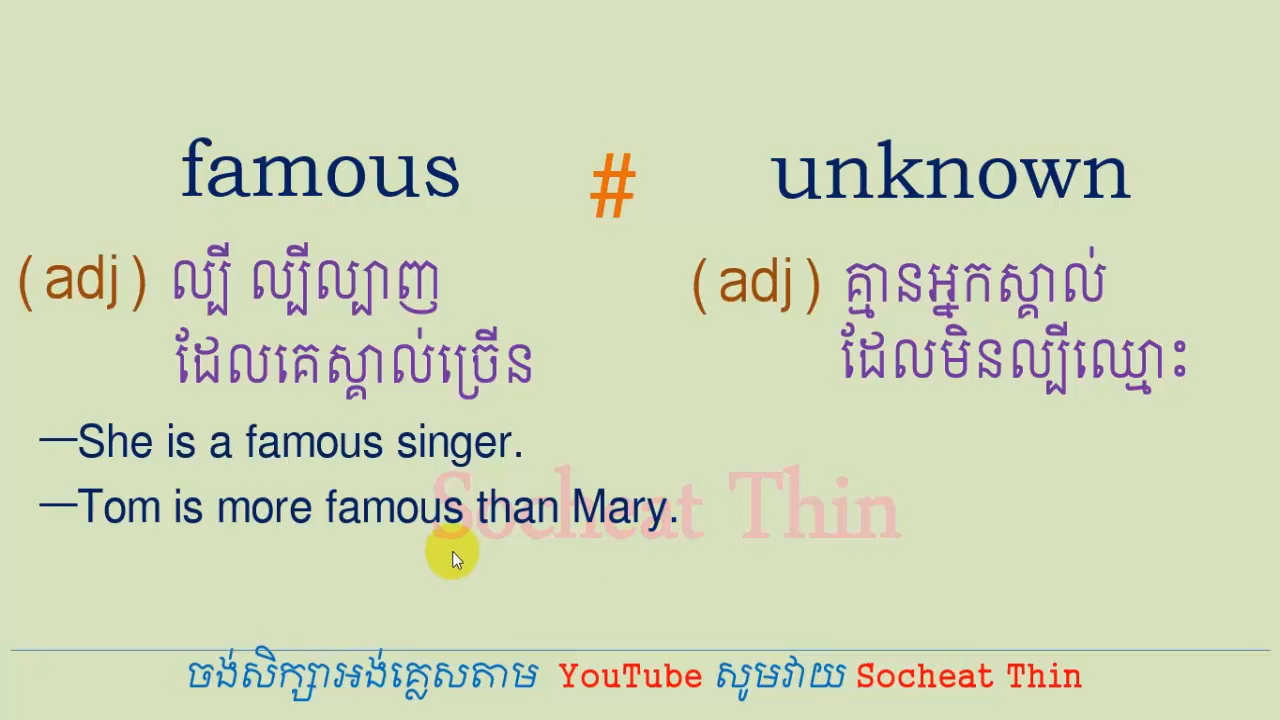 famous # unknown
(adj) ល្បី ល្បីល្បាញ
ដែលគេស្គាល់ច្រើន
(adj) គ្មានអ្នកស្គាល់
ដែលមិនល្បីឈ្មោះ
—She is a famous singer.
—Tom is more famous than Mary.
Socheat Thin
ចង់សិក្សាអង់គ្លេសតាម YouTube សូមវាយ Socheat Thin